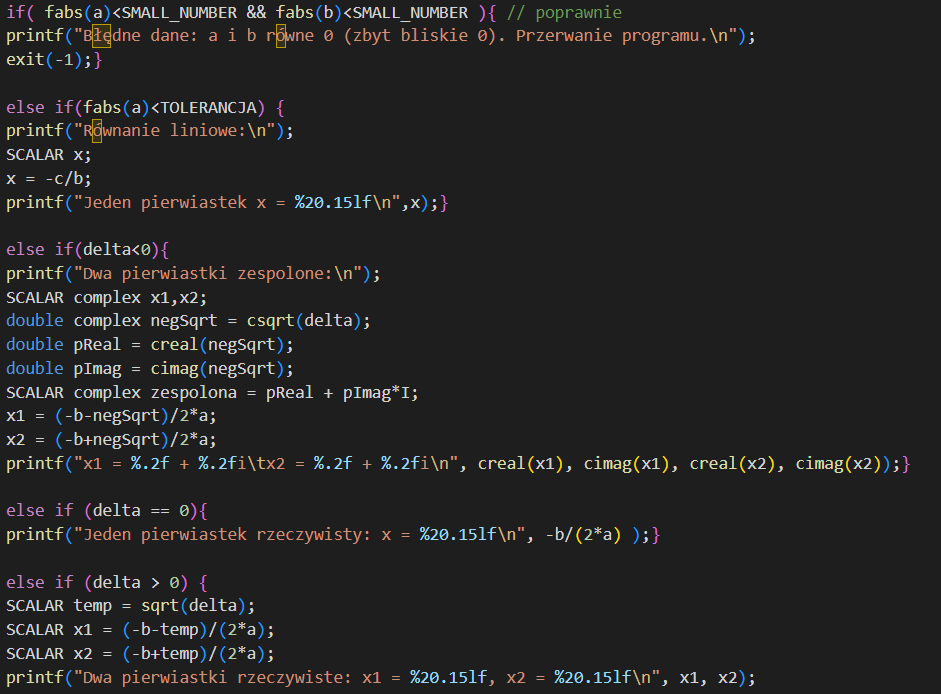 if( fabs(a)<SMALL_NUMBER && fabs(b)<SMALL_NUMBER ){ // poprawnie
printf("Błędne dane: a i b równe 0 (zbyt bliskie 0). Przerwanie programu.\n");
exit(-1);}
else if(fabs(a)<TOLERANCJA) {
printf("Równanie liniowe:\n");
SCALAR x;
x = -c/b;
printf("Jeden pierwiastek x = %20.15lf\n",x);}
else if(delta<0){
printf("Dwa pierwiastki zespolone:\n");
SCALAR complex x1,x2;
double complex negSqrt = csqrt(delta);
double pReal = creal(negSqrt);
double pImag = cimag(negSqrt);
SCALAR complex zespolona = pReal + pImag*I;
x1 = (-b-negSqrt)/2*a;
x2 = (-b+negSqrt)/2*a;
printf("x1 = %.2f + %.2fi\tx2 = %.2f + %.2fi\n", creal(x1), cimag(x1), creal(x2), cimag(x2));}
else if (delta == 0){
printf("Jeden pierwiastek rzeczywisty: x = %20.15lf\n", -b/(2*a) );}
else if (delta > 0) {
SCALAR temp = sqrt(delta);
SCALAR x1 = (-b-temp)/(2*a);
SCALAR x2 = (-b+temp)/(2*a);
printf("Dwa pierwiastki rzeczywiste: x1 = %20.15lf, x2 = %20.15lf\n", x1, x2);